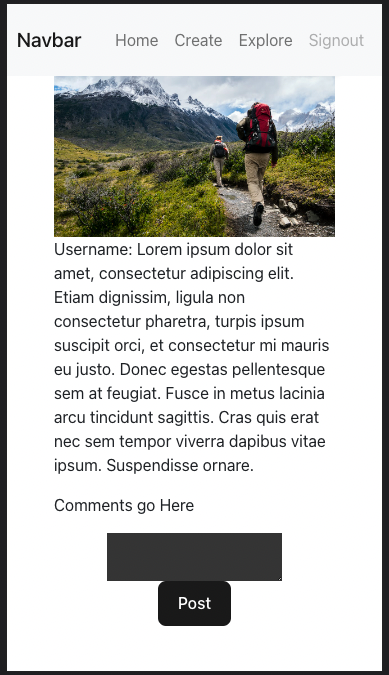 Navbar Home Create Explore Signout
Username: Lorem ipsum dolor sit
amet, consectetur adipiscing elit.
Etiam dignissim, ligula non
consectetur pharetra, turpis ipsum
suscipit orci, et consectetur mi mauris
eu justo. Donec egestas pellentesque
sem at feugiat. Fusce in metus lacinia
arcu tincidunt sagittis. Cras quis erat
nec sem tempor viverra dapibus vitae
ipsum. Suspendisse ornare.
Comments go Here
Post